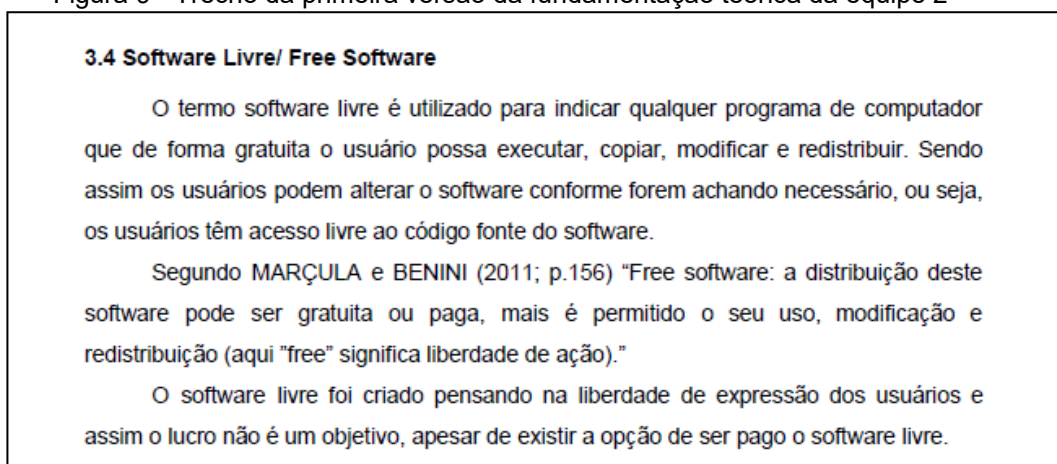 Figura 6 – Trecho da primeira versão da fundamentação teórica da equipe 2
3.4 Software Livre/ Free Software
O termo software livre é utilizado para indicar qualquer programa de computador
que de forma gratuita o usuário possa executar, copiar, modificar e redistribuir. Sendo
assim os usuários podem alterar o software conforme forem achando necessário, ou seja,
os usuários têm acesso livre ao código fonte do software.
Segundo MARÇULA e BENINI (2011; p.156) “Free software: a distribuição deste
software pode ser gratuita ou paga, mais é permitido o seu uso, modificação e
redistribuição (aqui "free” significa liberdade de ação).”
O software livre foi criado pensando na liberdade de expressão dos usuários e
assim o lucro não é um objetivo, apesar de existir a opção de ser pago o software livre.